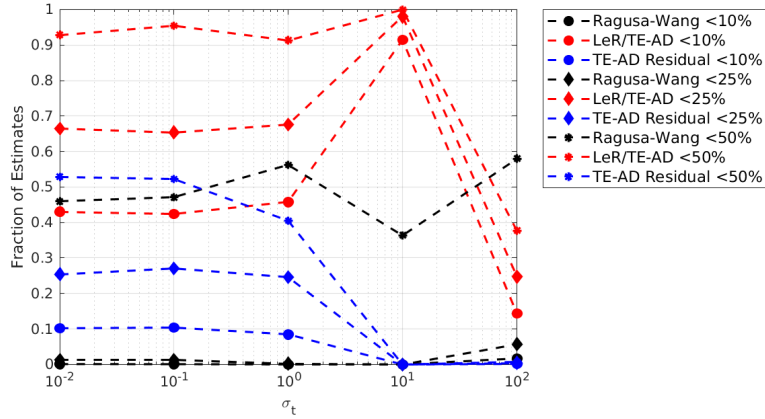 1
0.9
0.8
0.7
0.6
0.5
0.4
0.3
0.2
0.1
0
Fraction of Estimates
10^-2
10^-1
10^0
10^1
10^2
σ_t
Ragusa-Wang <10%
LeR/TE-AD <10%
TE-AD Residual <10%
Ragusa-Wang <25%
LeR/TE-AD <25%
TE-AD Residual <25%
Ragusa-Wang <50%
LeR/TE-AD <50%
TE-AD Residual <50%